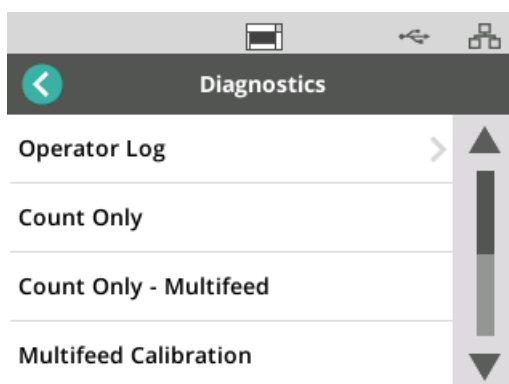 Diagnostics
Operator Log
Count Only
Count Only - Multifeed
Multifeed Calibration